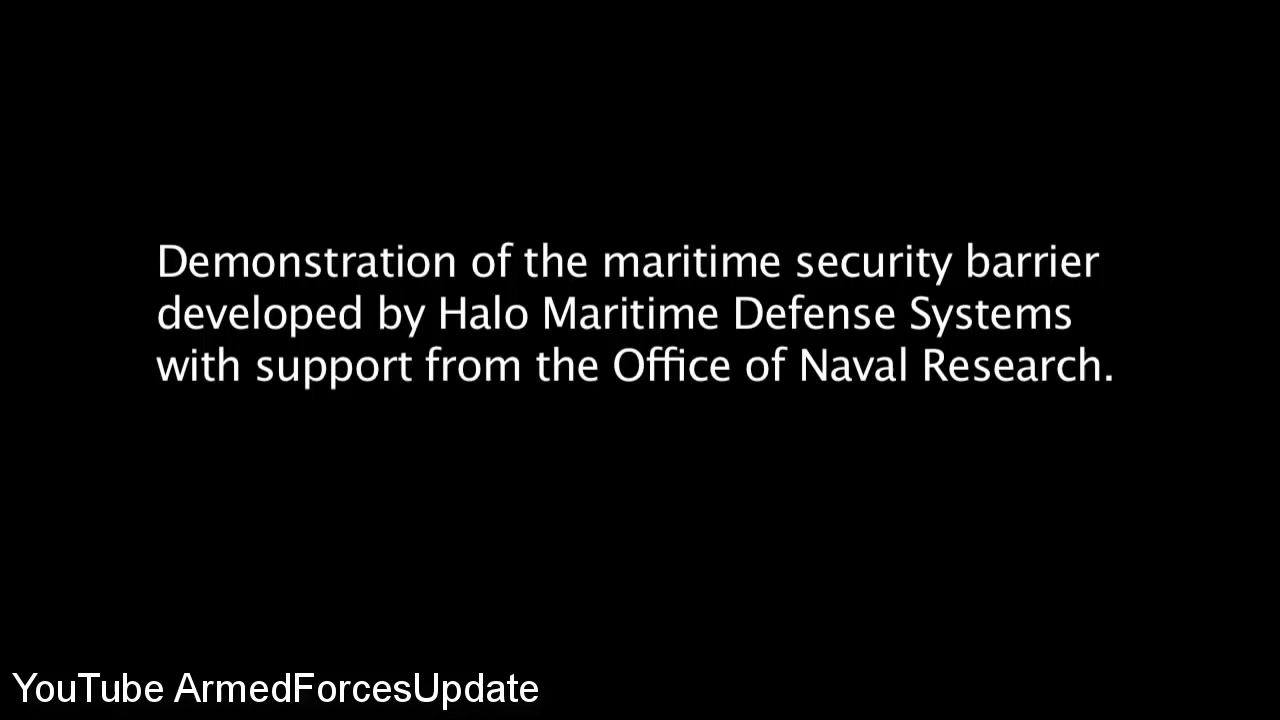 Demonstration of the maritime security barrier
developed by Halo Maritime Defense Systems
with support from the Office of Naval Research.
YouTube ArmedForcesUpdate